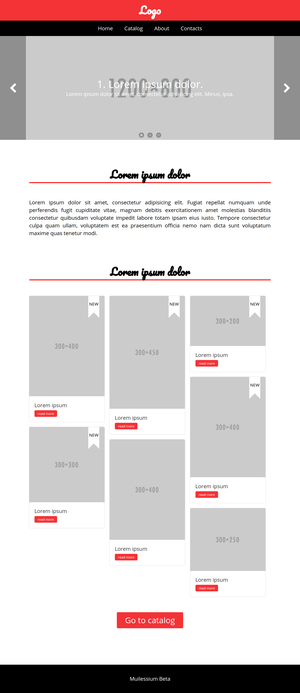 Logo
Home Catalog About Contacts
1200×600
1. Lorem ipsum dolor.
Lorem ipsum dolor sit amet, consectetur adipisicing elit. Minus, ipsa.
Lorem ipsum dolor
Lorem ipsum dolor sit amet, consectetur adipisicing elit. Fugiat repellat numquam unde
perferendis fugit cupiditate vitae, magnam debitis exercitationem amet molestias blanditiis
consectetur quibusdam voluptate impedit labore totam ipsam eius iusto. Tempore consectetur
culpa quam ullam, voluptatem est ea praesentium officia nemo nam dicta sunt voluptatum
maxime quas tenetur modi.
Lorem ipsum dolor
NEW
300×400
Lorem ipsum
read more
NEW
300×300
Lorem ipsum
read more
NEW
300×450
Lorem ipsum
read more
300×400
Lorem ipsum
read more
NEW
300×200
Lorem ipsum
read more
NEW
300×400
Lorem ipsum
read more
300×250
Lorem ipsum
read more
Go to catalog
Muilessium Beta